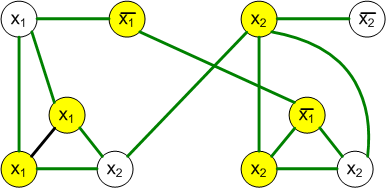 x₁ x̅₁ x₂ x̅₂
x₁ x̅₁
x₁ x₂ x₂ x₂